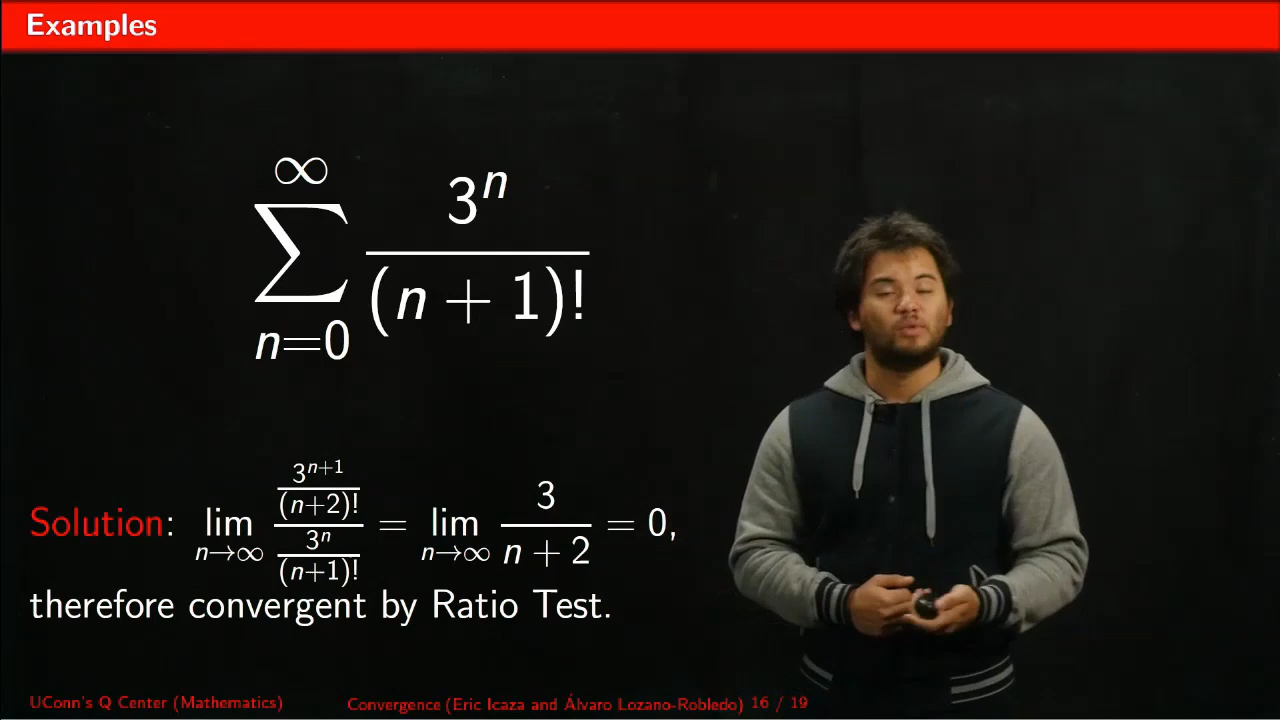 Examples
∞
∑ 3^n / (n + 1)!
n=0
Solution: lim_{n→∞} (3^{n+1} / (n+2)!) / (3^n / (n+1)!) = lim_{n→∞} 3 / (n + 2) = 0,
therefore convergent by Ratio Test.
UConn's Q Center (Mathematics) Convergence (Eric Icaza and Álvaro Lozano-Robledo) 16 / 19